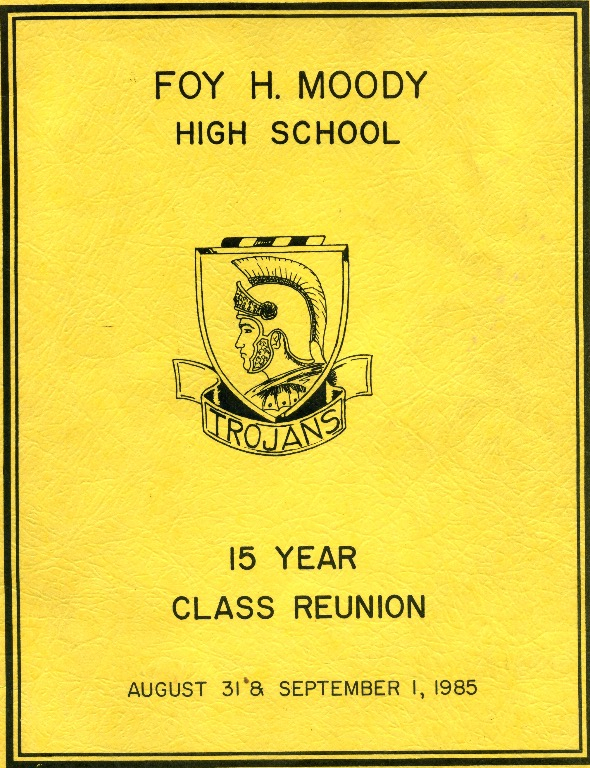 FOY H. MOODY
HIGH SCHOOL
TROJANS
15 YEAR
CLASS REUNION
AUGUST 31 & SEPTEMBER 1, 1985